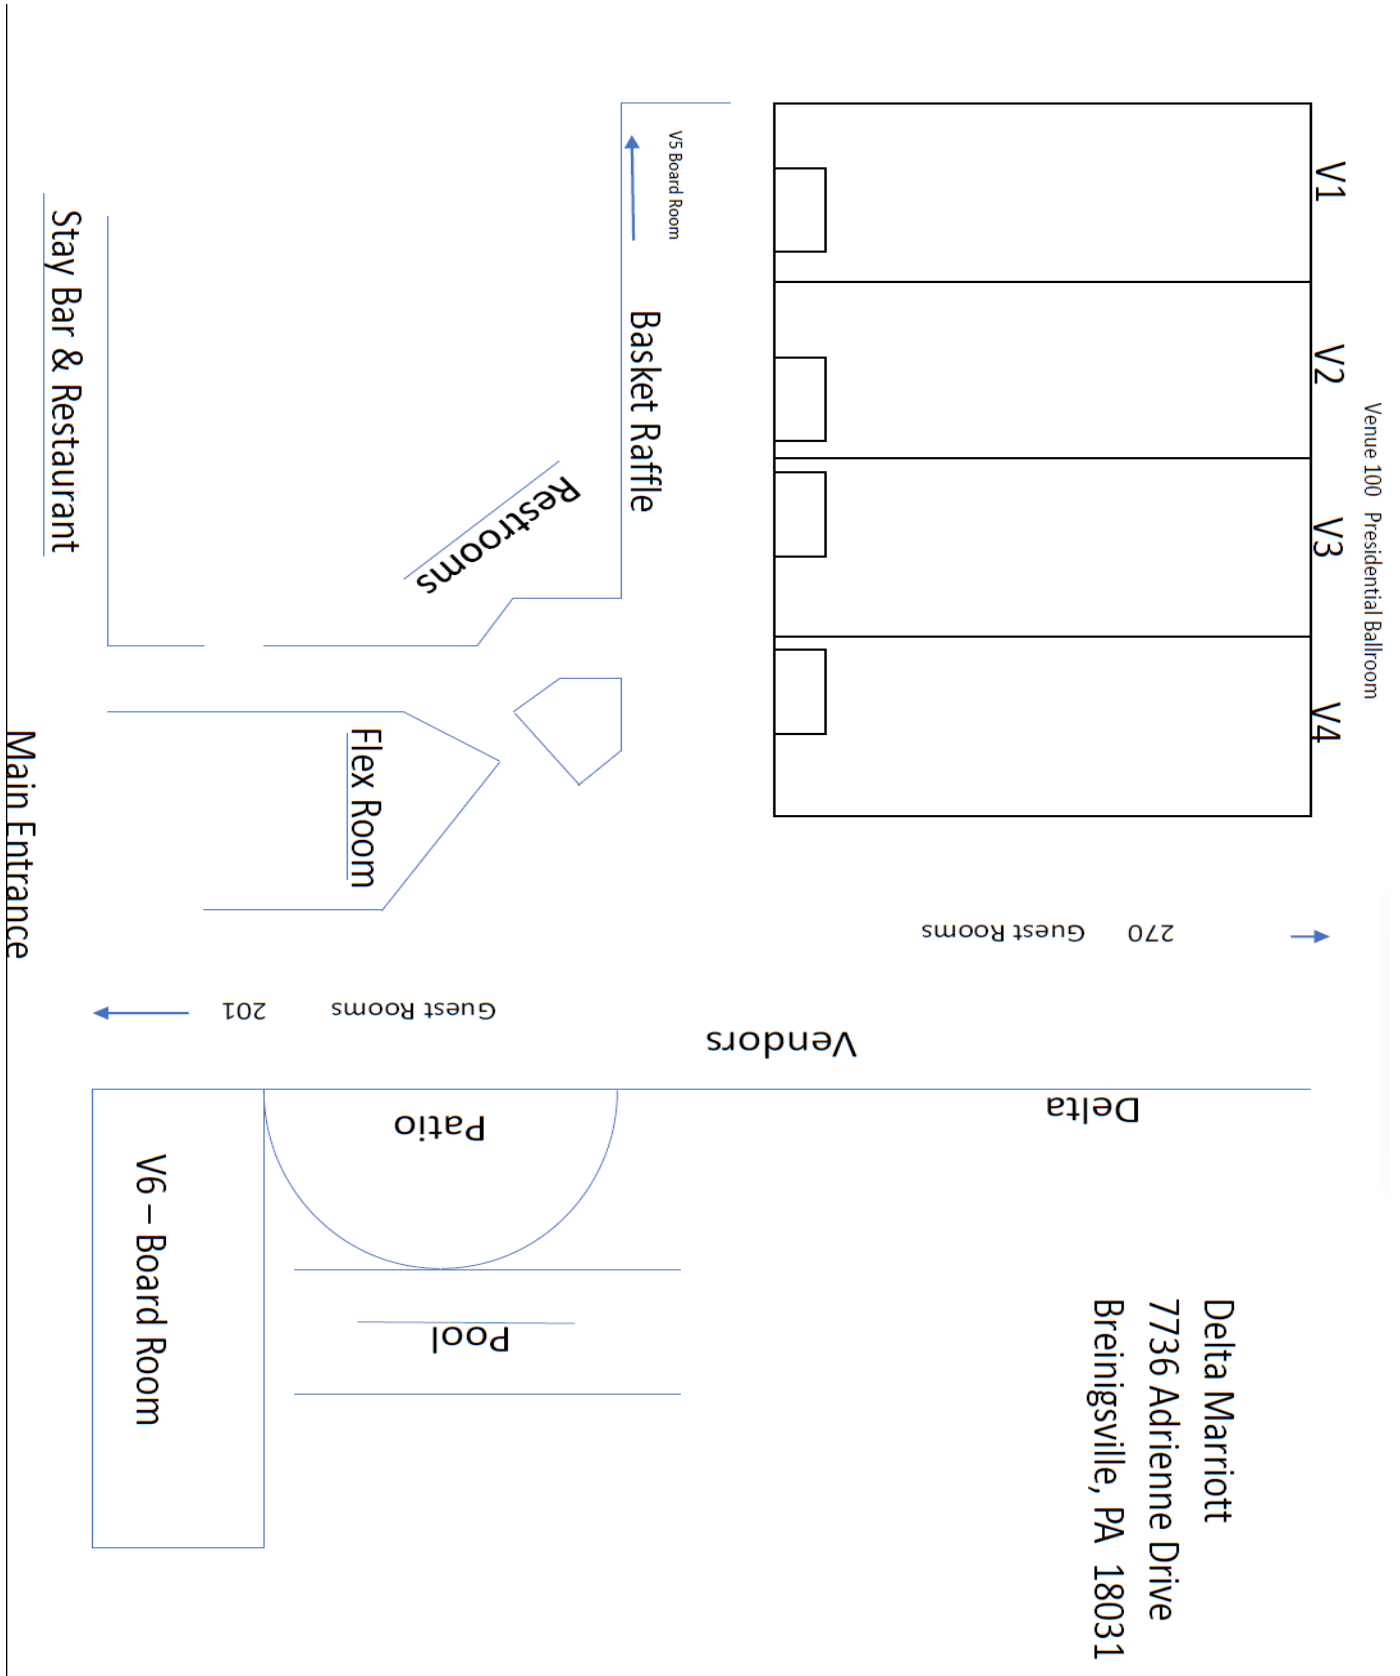 Venue 100 Presidential Ballroom
V1
V2
V3
V4
V5 Board Room
Basket Raffle
Restrooms
Stay Bar & Restaurant
Flex Room
Main Entrance
Guest Rooms 270
Guest Rooms 201
Vendors
Delta
Patio
Pool
V6 – Board Room
Delta Marriott
7736 Adrienne Drive
Breinigsville, PA 18031